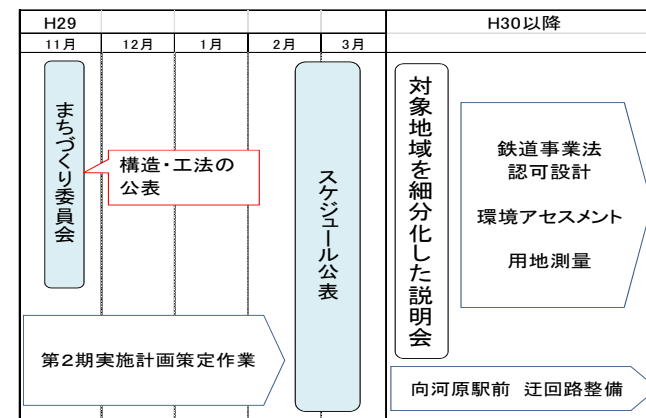 H29
H30以降
11月
12月
1月
2月
3月
まちづくり委員会
構造・工法の
公表
スケジュール公表
対象地域を細分化した説明会
鉄道事業法
認可設計
環境アセスメント
用地測量
第2期実施計画策定作業
向河原駅前 迂回路整備